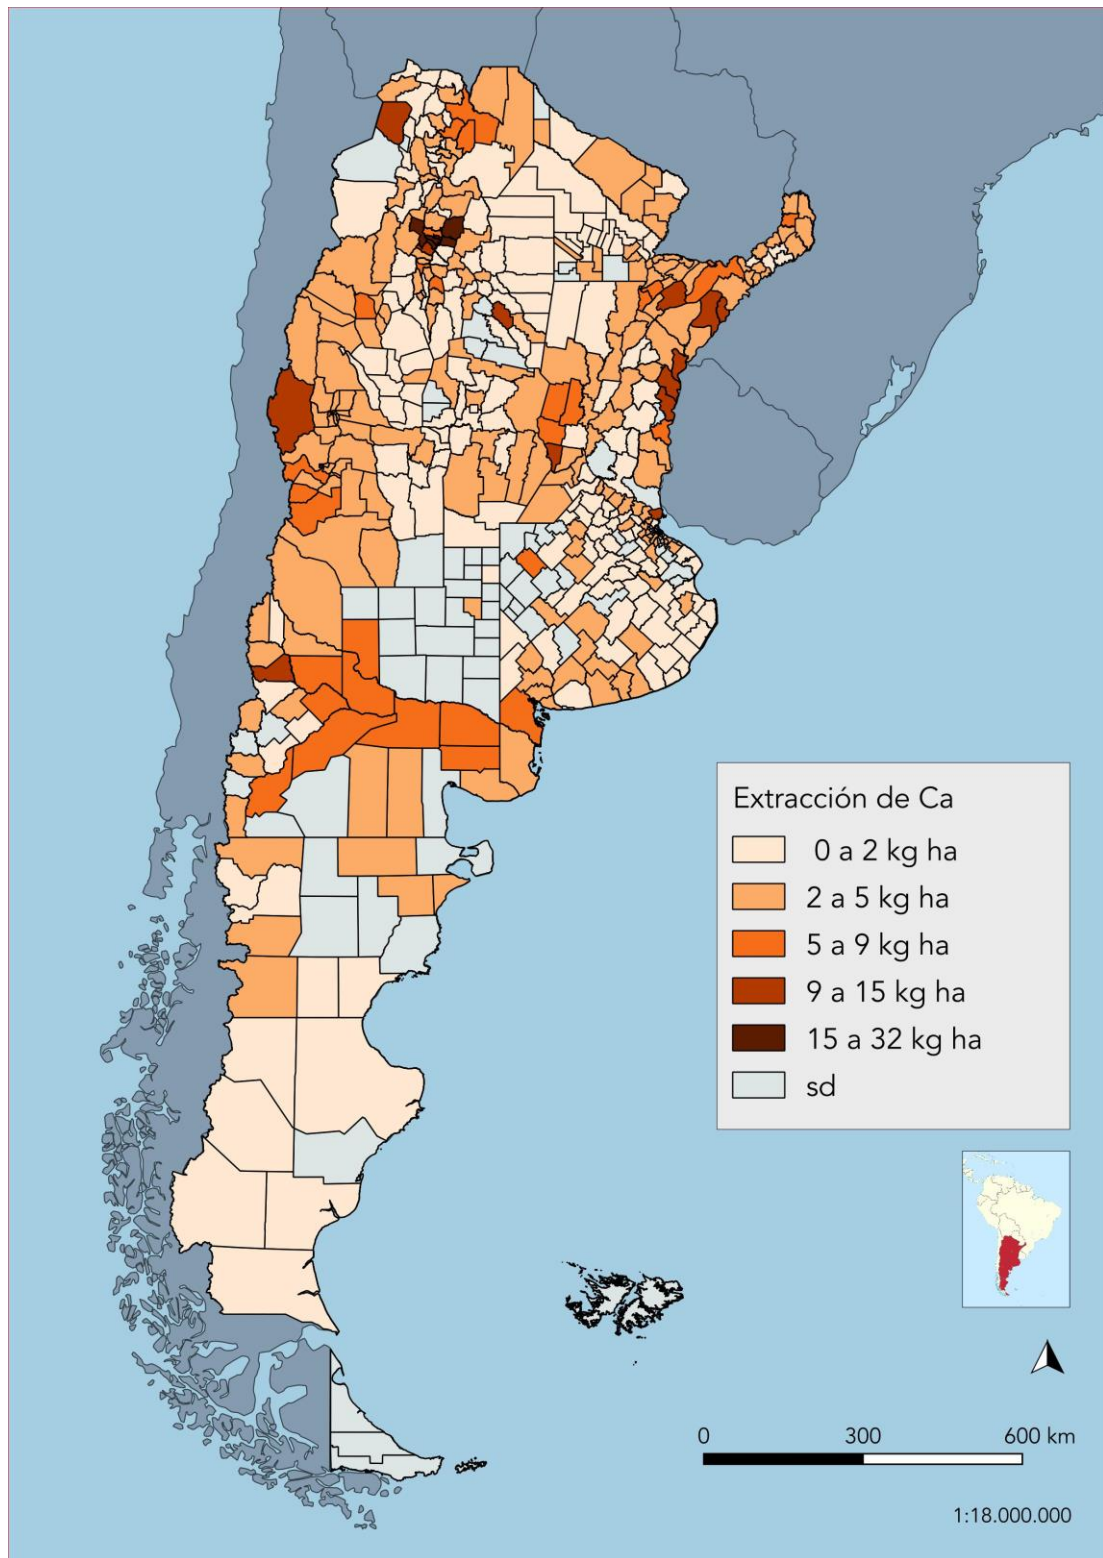 Extracción de Ca
0 a 2 kg ha
2 a 5 kg ha
5 a 9 kg ha
9 a 15 kg ha
15 a 32 kg ha
sd
0 300 600 km
1:18.000.000